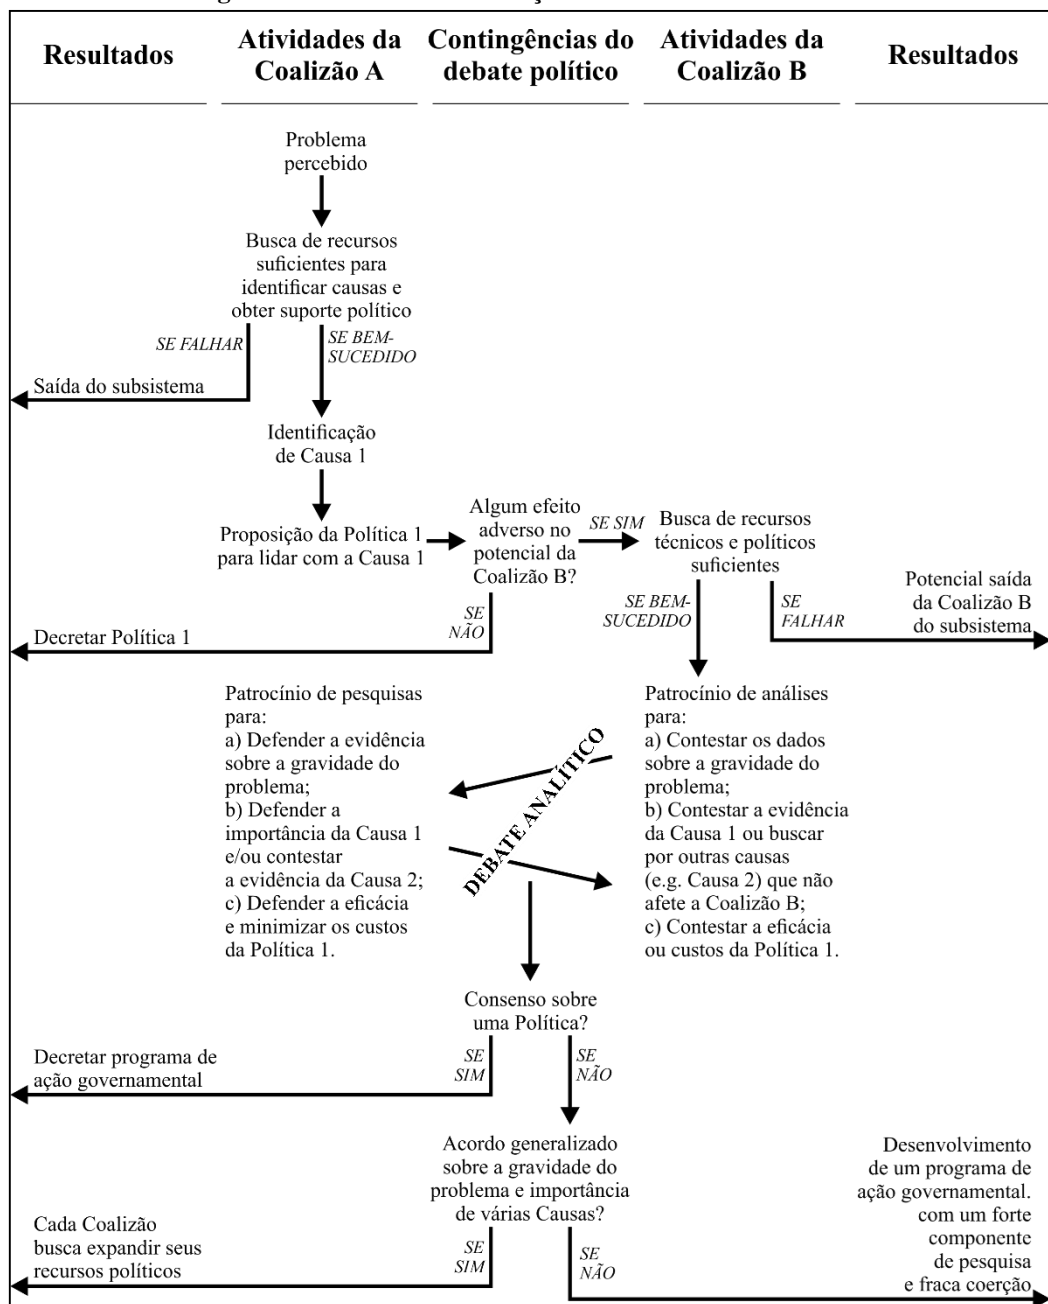 Resultados
Atividades da
Coalizão A
Contingências do
debate político
Atividades da
Coalizão B
Resultados
Problema
percebido
Busca de recursos
suficientes para
identificar causas e
obter suporte político
SE FALHAR
SE BEM-
SUCEDIDO
Saída do subsistema
Identificação
de Causa 1
Proposição da Política 1
para lidar com a Causa 1
Algum efeito
adverso no
potencial da
Coalizão B?
SE SIM
Busca de recursos
técnicos e políticos
suficientes
SE
NÃO
Decretar Política 1
SE BEM-
SUCEDIDO
SE
FALHAR
Potencial saída
da Coalizão B
do subsistema
Patrocínio de pesquisas
para:
a) Defender a evidência
sobre a gravidade do
problema;
b) Defender a
importância da Causa 1
e/ou contestar
a evidência da Causa 2;
c) Defender a eficácia
e minimizar os custos
da Política 1.
DEBATE ANALÍTICO
Patrocínio de análises
para:
a) Contestar os dados
sobre a gravidade do
problema;
b) Contestar a evidência
da Causa 1 ou buscar
por outras causas
(e.g. Causa 2) que não
afete a Coalizão B;
c) Contestar a eficácia
ou custos da Política 1.
Consenso sobre
uma Política?
SE
SIM
SE
NÃO
Decretar programa de
ação governamental
Acordo generalizado
sobre a gravidade do
problema e importância
de várias Causas?
SE
SIM
SE
NÃO
Cada Coalizão
busca expandir seus
recursos políticos
Desenvolvimento
de um programa de
ação governamental.
com um forte
componente
de pesquisa
e fraca coerção